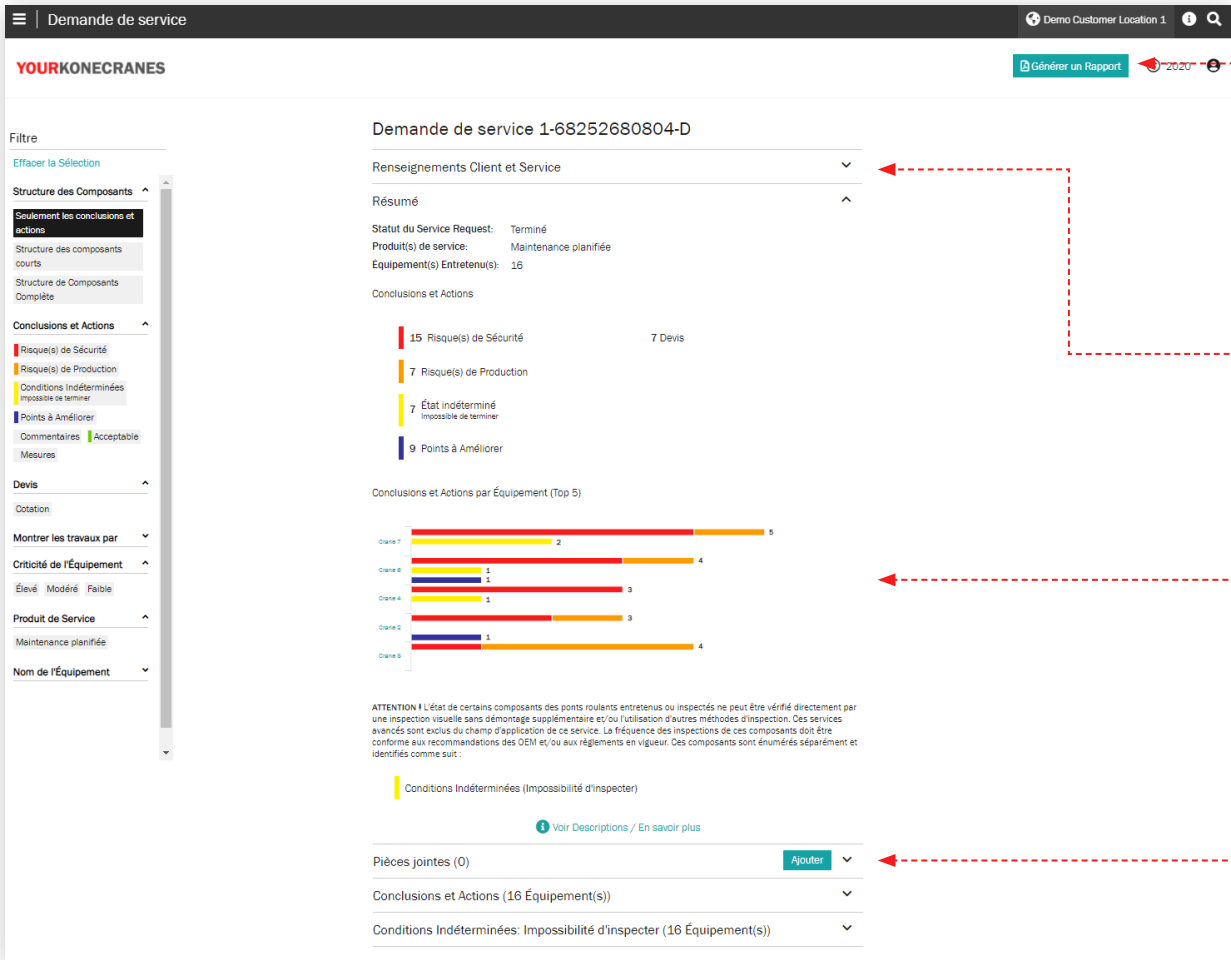 Demande de service
Demo Customer Location 1
YOURKONECRANES
Générer un Rapport
2020
Filtre
Effacer la Sélection
Structure des Composants
Seulement les conclusions et
actions
Structure des composants
courts
Structure de Composants
Complète
Conclusions et Actions
Risque(s) de Sécurité
Risque(s) de Production
Conditions Indéterminées
Impossible de terminer
Points à Améliorer
Commentaires Acceptable
Mesures
Devis
Cotation
Montrer les travaux par
Criticité de l'Équipement
Élevé Modéré Faible
Produit de Service
Maintenance planifiée
Nom de l'Équipement
Demande de service 1-68252680804-D
Renseignements Client et Service
Résumé
Statut du Service Request: Terminé
Produit(s) de service: Maintenance planifiée
Équipement(s) Entretenu(s): 16
Conclusions et Actions
15 Risque(s) de Sécurité 7 Devis
7 Risque(s) de Production
7 État indéterminé
Impossible de terminer
9 Points à Améliorer
Conclusions et Actions par Équipement (Top 5)
5
Crane 7 2
4
Crane 8 1
1
3
Crane 4 1
3
Crane 2
1
4
Crane 6
ATTENTION ! L'état de certains composants des ponts roulants entretenus ou inspectés ne peut être vérifié directement par
une inspection visuelle sans démontage supplémentaire et/ou l'utilisation d'autres méthodes d'inspection. Ces services
avancés sont exclus du champ d'application de ce service. La fréquence des inspections de ces composants doit être
conforme aux recommandations des OEM et/ou aux règlements en vigueur. Ces composants sont énumérés séparément et
identifiés comme suit :
Conditions Indéterminées (Impossibilité d'inspecter)
Voir Descriptions / En savoir plus
Pièces jointes (0) Ajouter
Conclusions et Actions (16 Équipement(s))
Conditions Indéterminées: Impossibilité d'inspecter (16 Équipement(s))